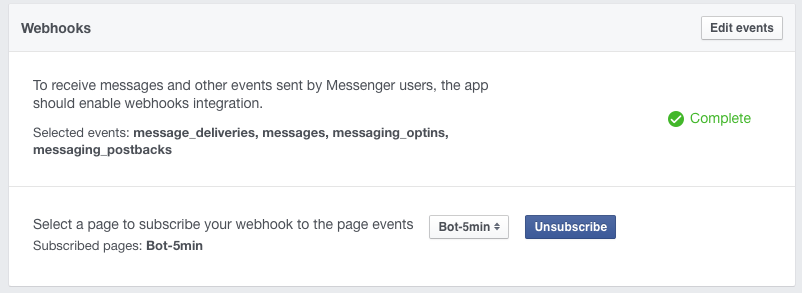 Webhooks
Edit events
To receive messages and other events sent by Messenger users, the app
should enable webhooks integration.
Complete
Selected events: message_deliveries, messages, messaging_optins,
messaging_postbacks
Select a page to subscribe your webhook to the page events
Bot-5min
Unsubscribe
Subscribed pages: Bot-5min